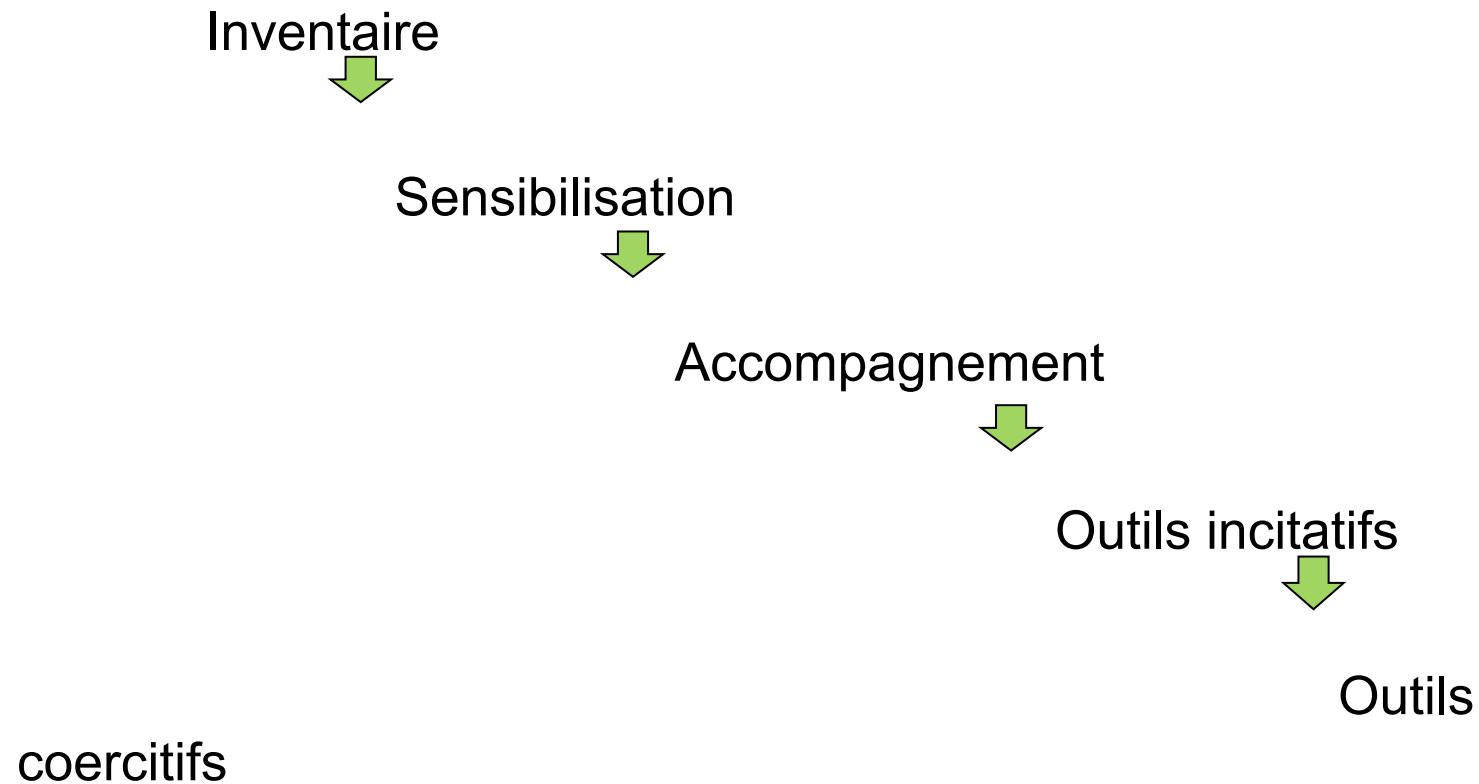 Inventaire
Sensibilisation
Accompagnement
Outils incitatifs
Outils
coercitifs